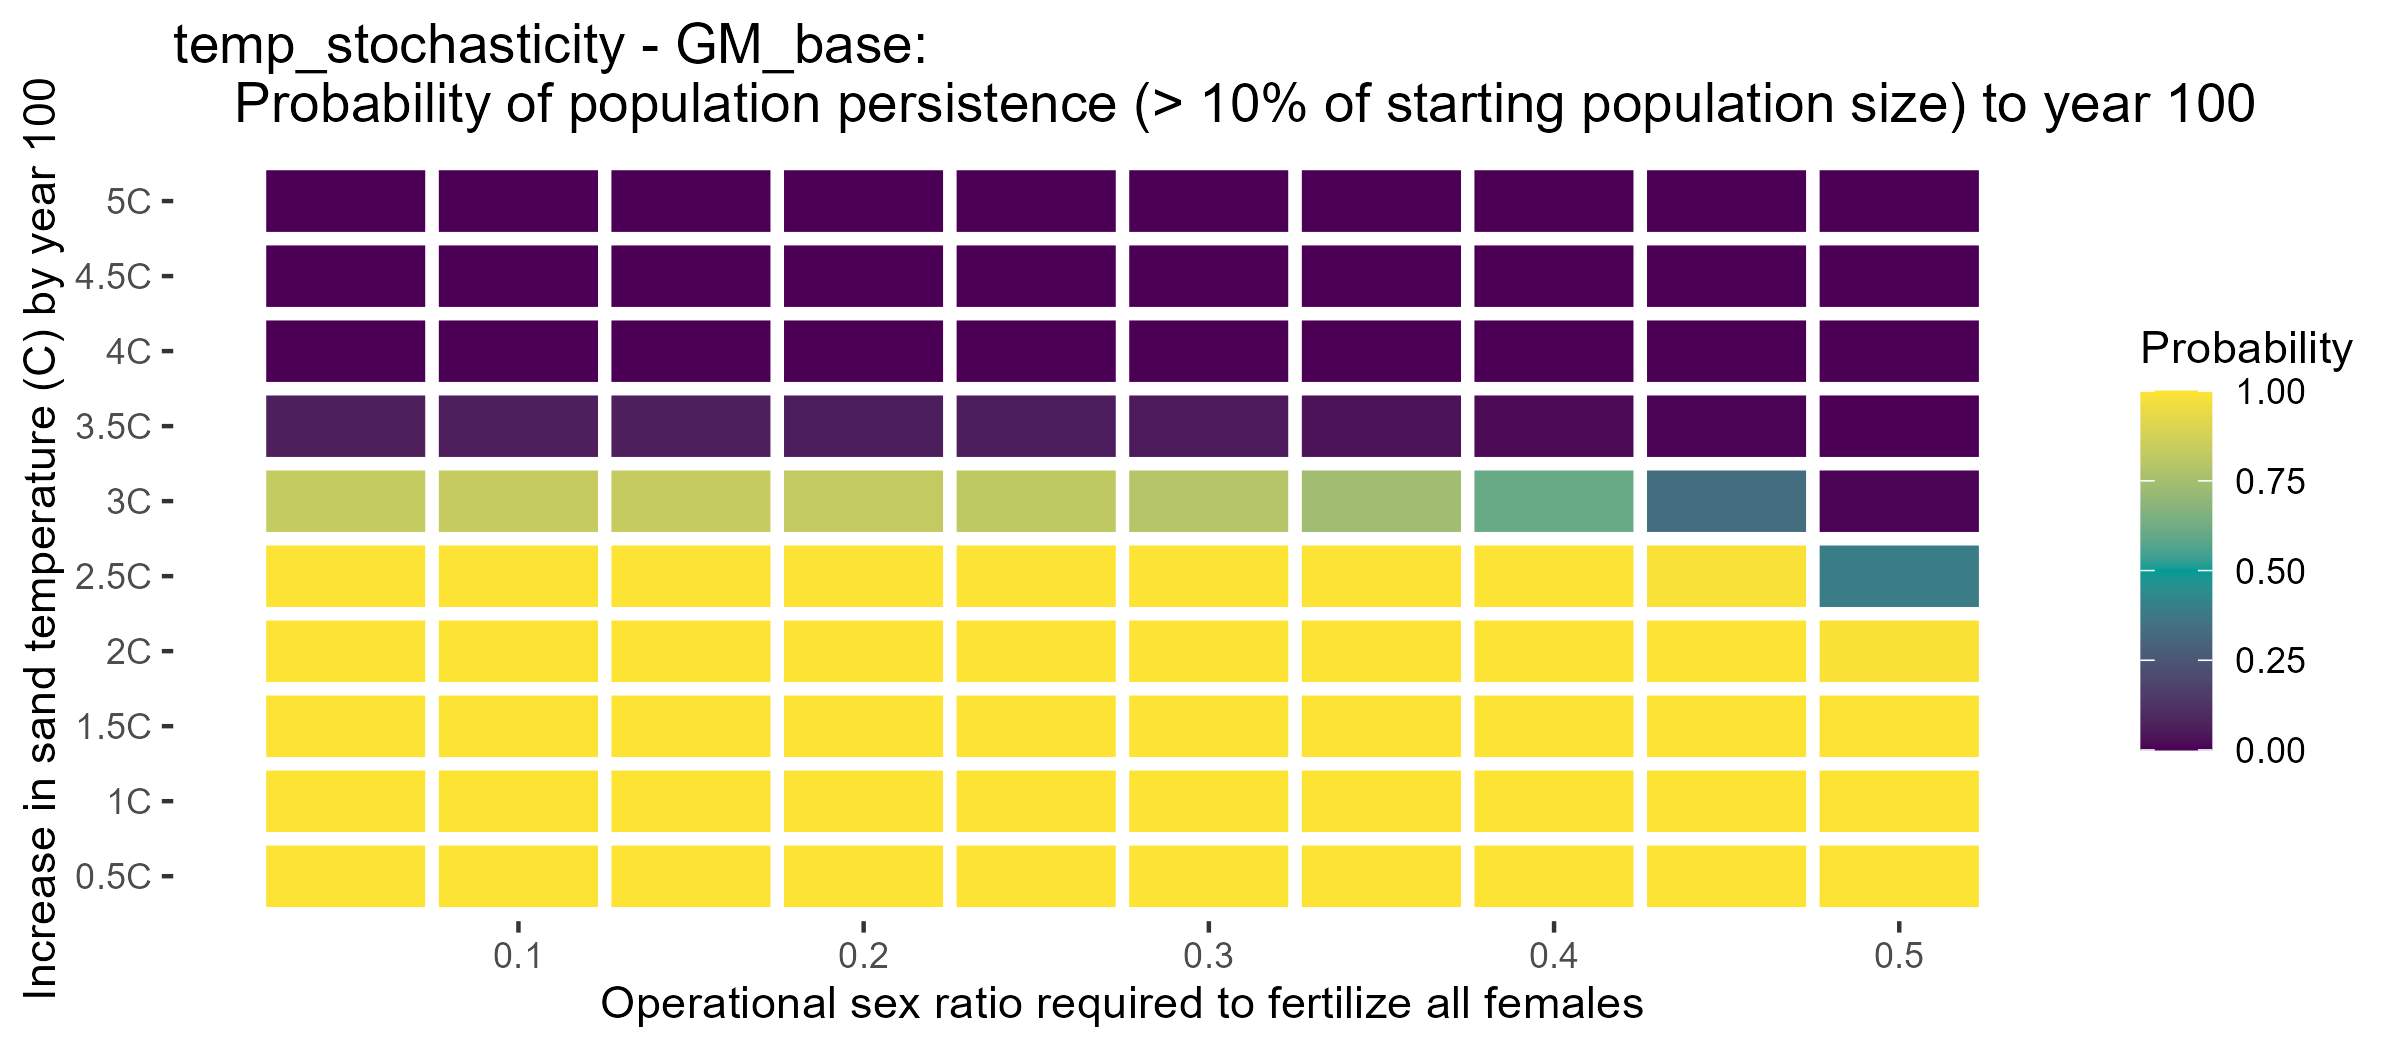 temp_stochasticity - GM_base:
Probability of population persistence (> 10% of starting population size) to year 100
Increase in sand temperature (C) by year 100
5C
4.5C
4C
3.5C
3C
2.5C
2C
1.5C
1C
0.5C
0.1
0.2
0.3
0.4
0.5
Operational sex ratio required to fertilize all females
Probability
1.00
0.75
0.50
0.25
0.00